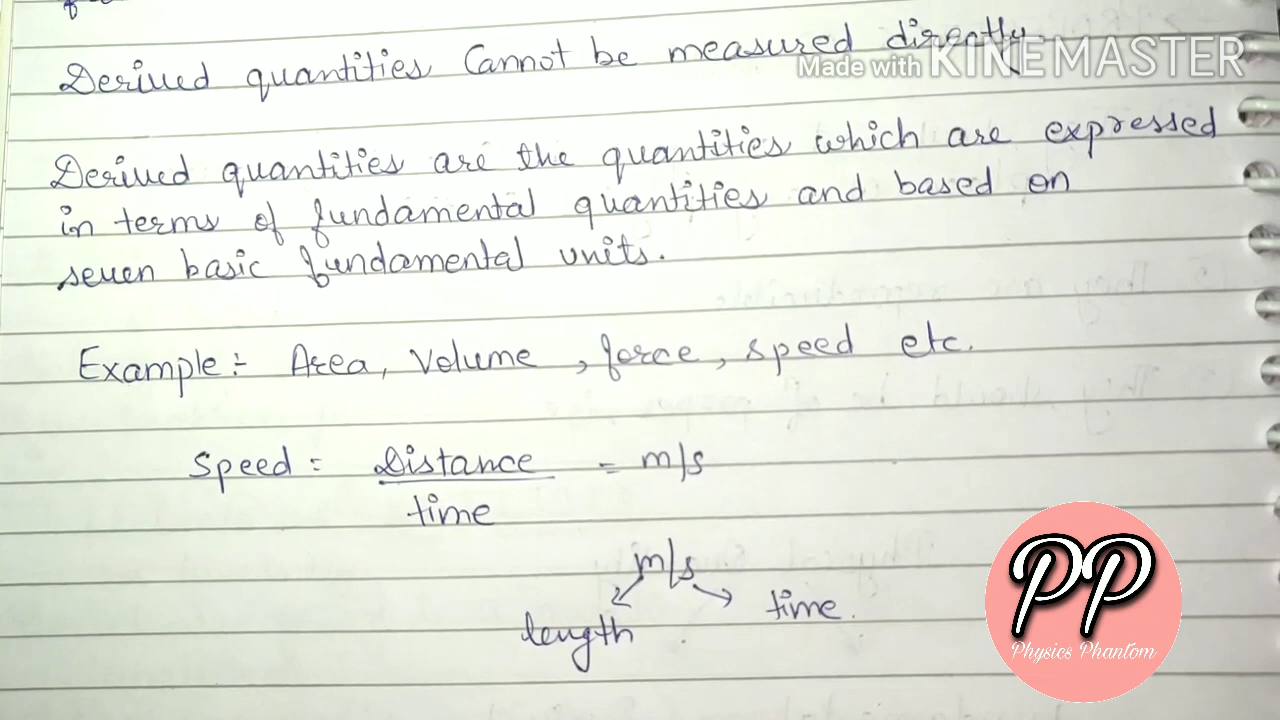 Derived quantities Cannot be measured directly.
Made with KINEMASTER
Derived quantities are the quantities which are expressed
in terms of fundamental quantities and based on
seven basic fundamental units.
Example:- Area, Volume, force, speed etc.
Speed = Distance / time = m/s
m/s
length time.
PP
Physics Phantom